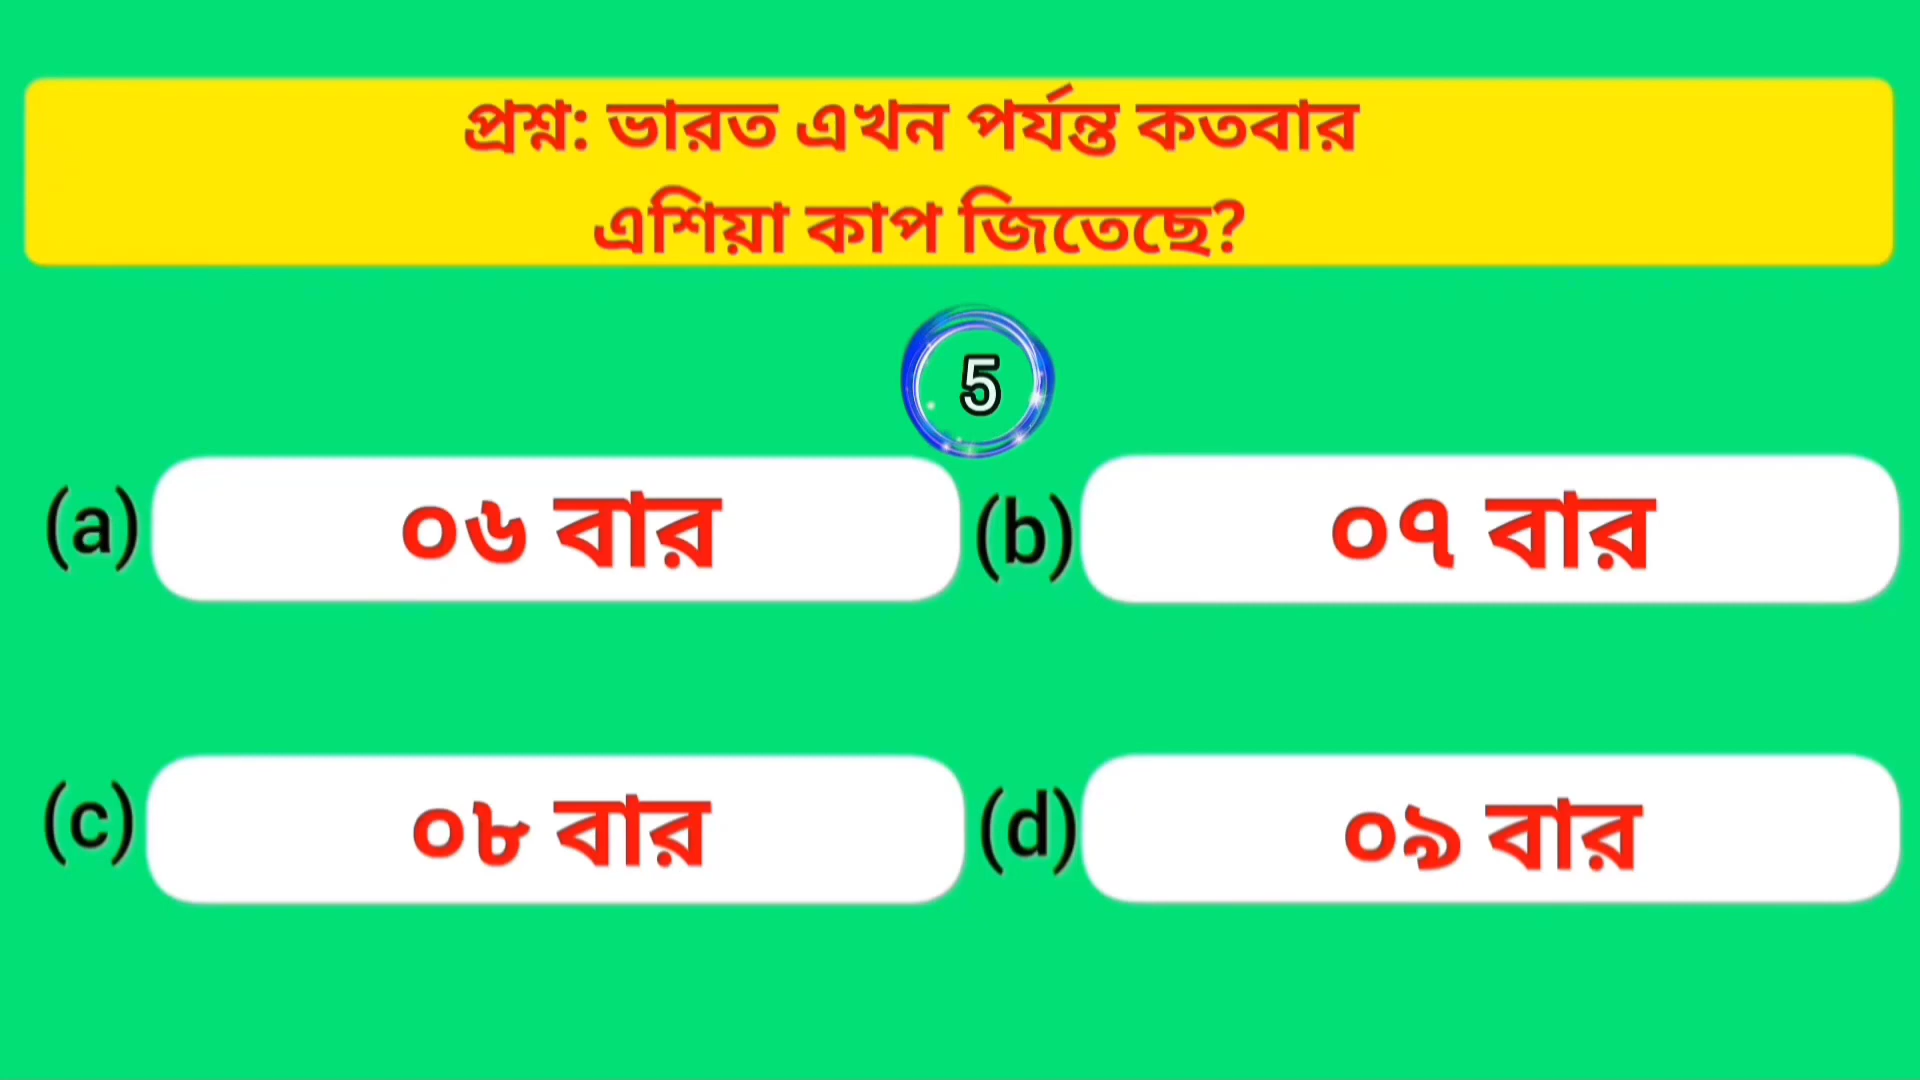 প্রশ্ন: ভারত এখন পর্যন্ত কতবার
এশিয়া কাপ জিতেছে?
5
(a) ০৬ বার
(b) ০৭ বার
(c) ০৮ বার
(d) ০৯ বার